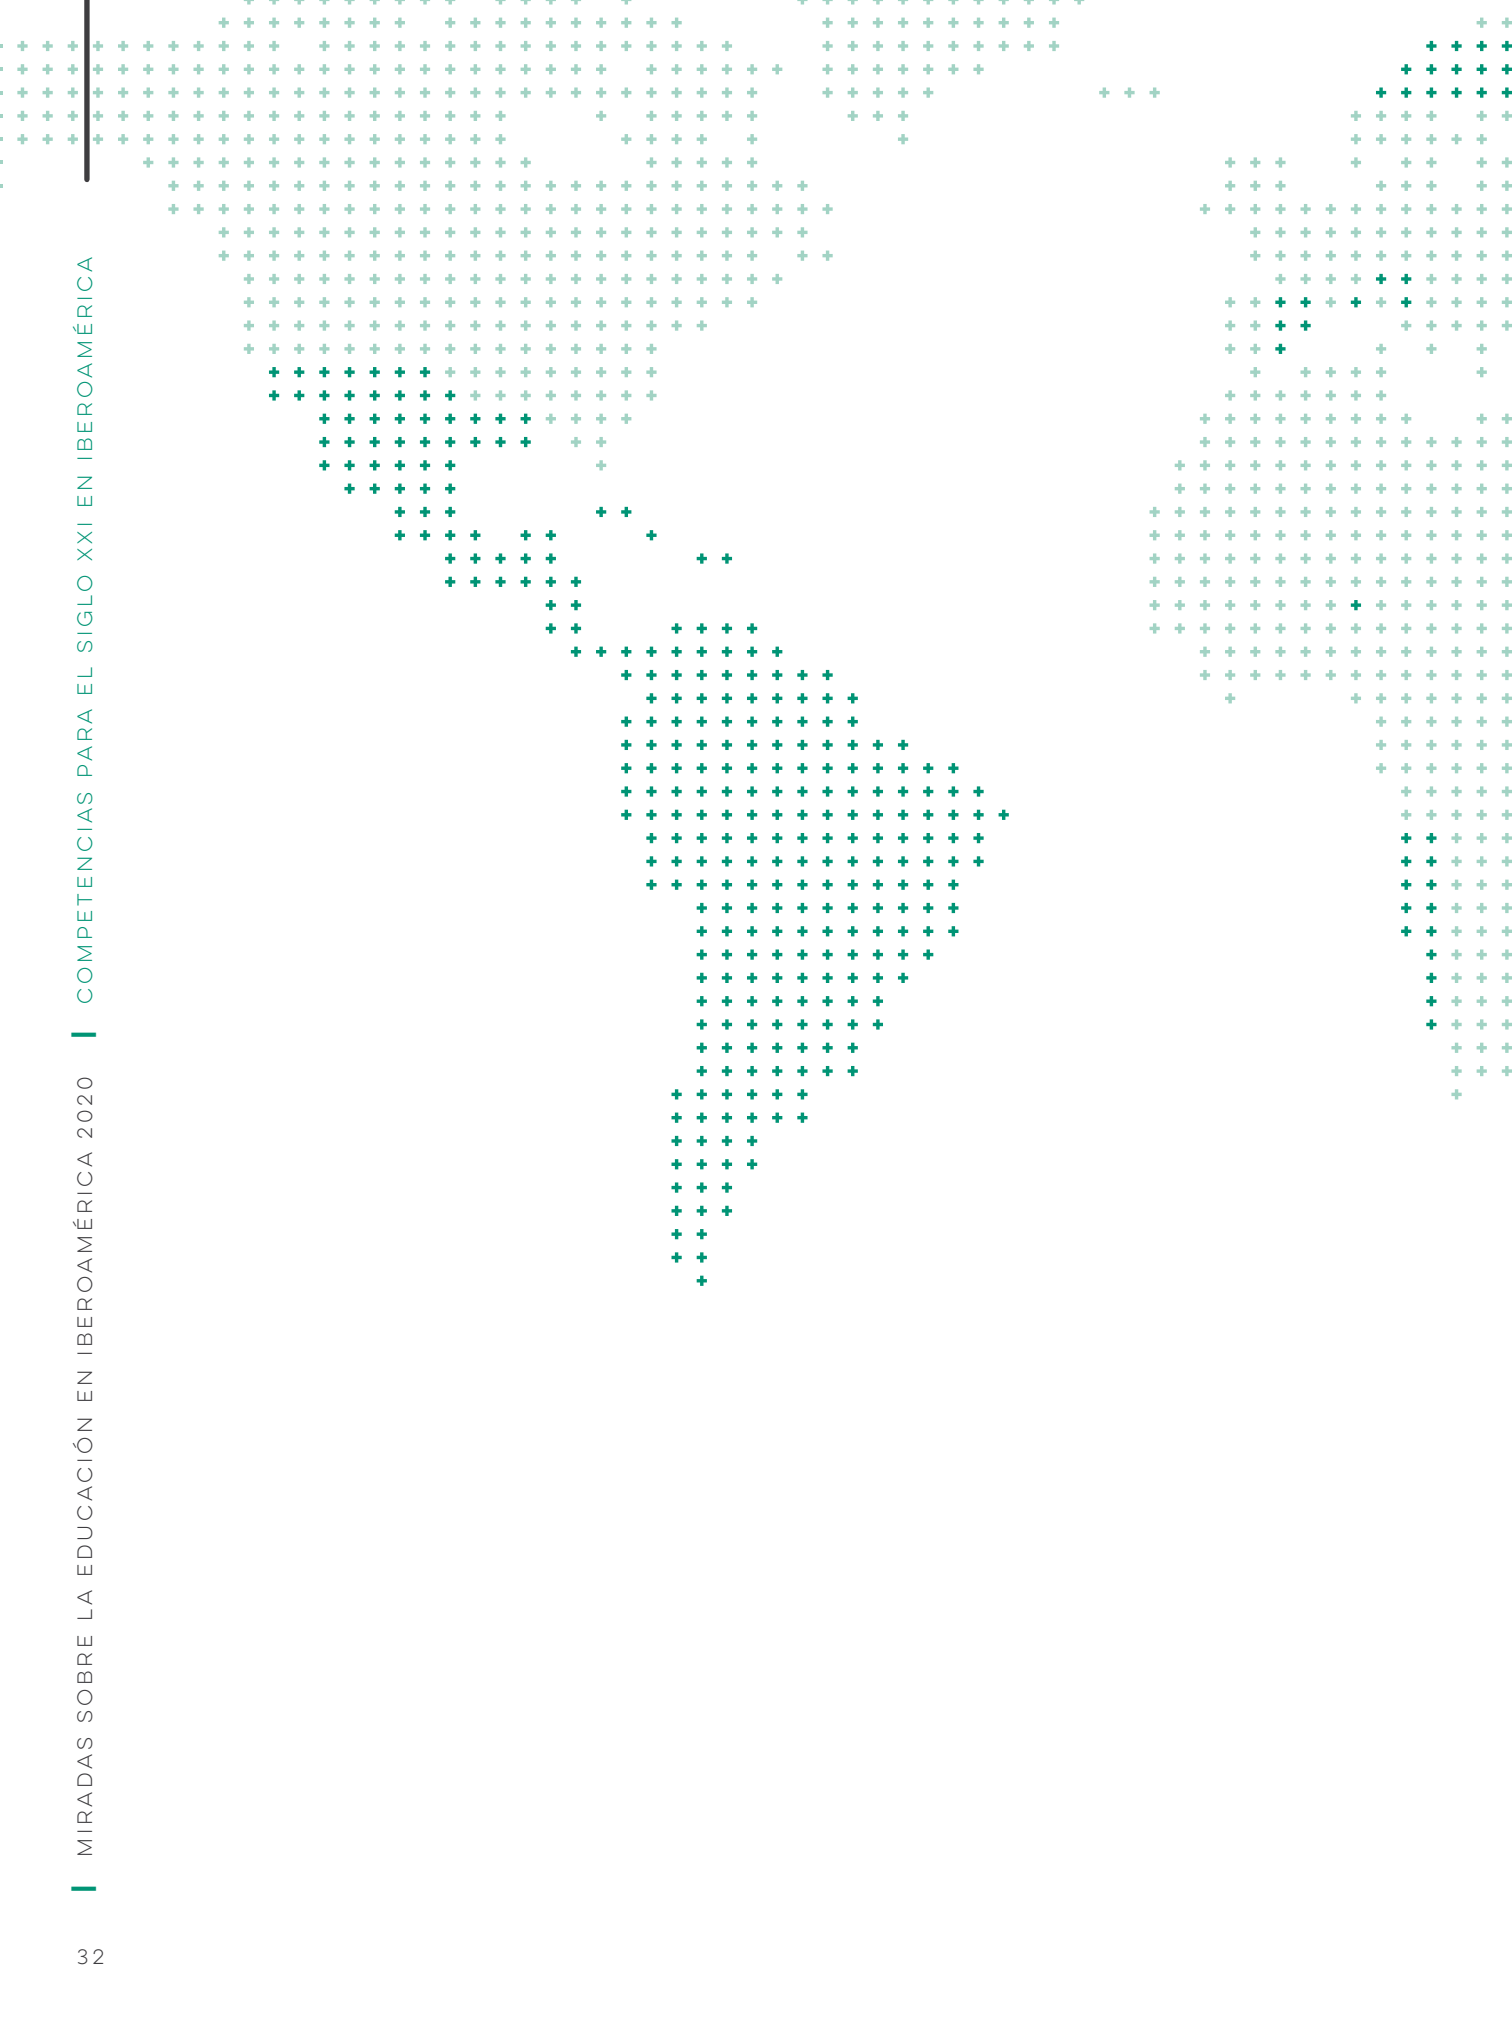 MIRADAS SOBRE LA EDUCACIÓN EN IBEROAMÉRICA 2020 | COMPETENCIAS PARA EL SIGLO XXI EN IBEROAMÉRICA
32